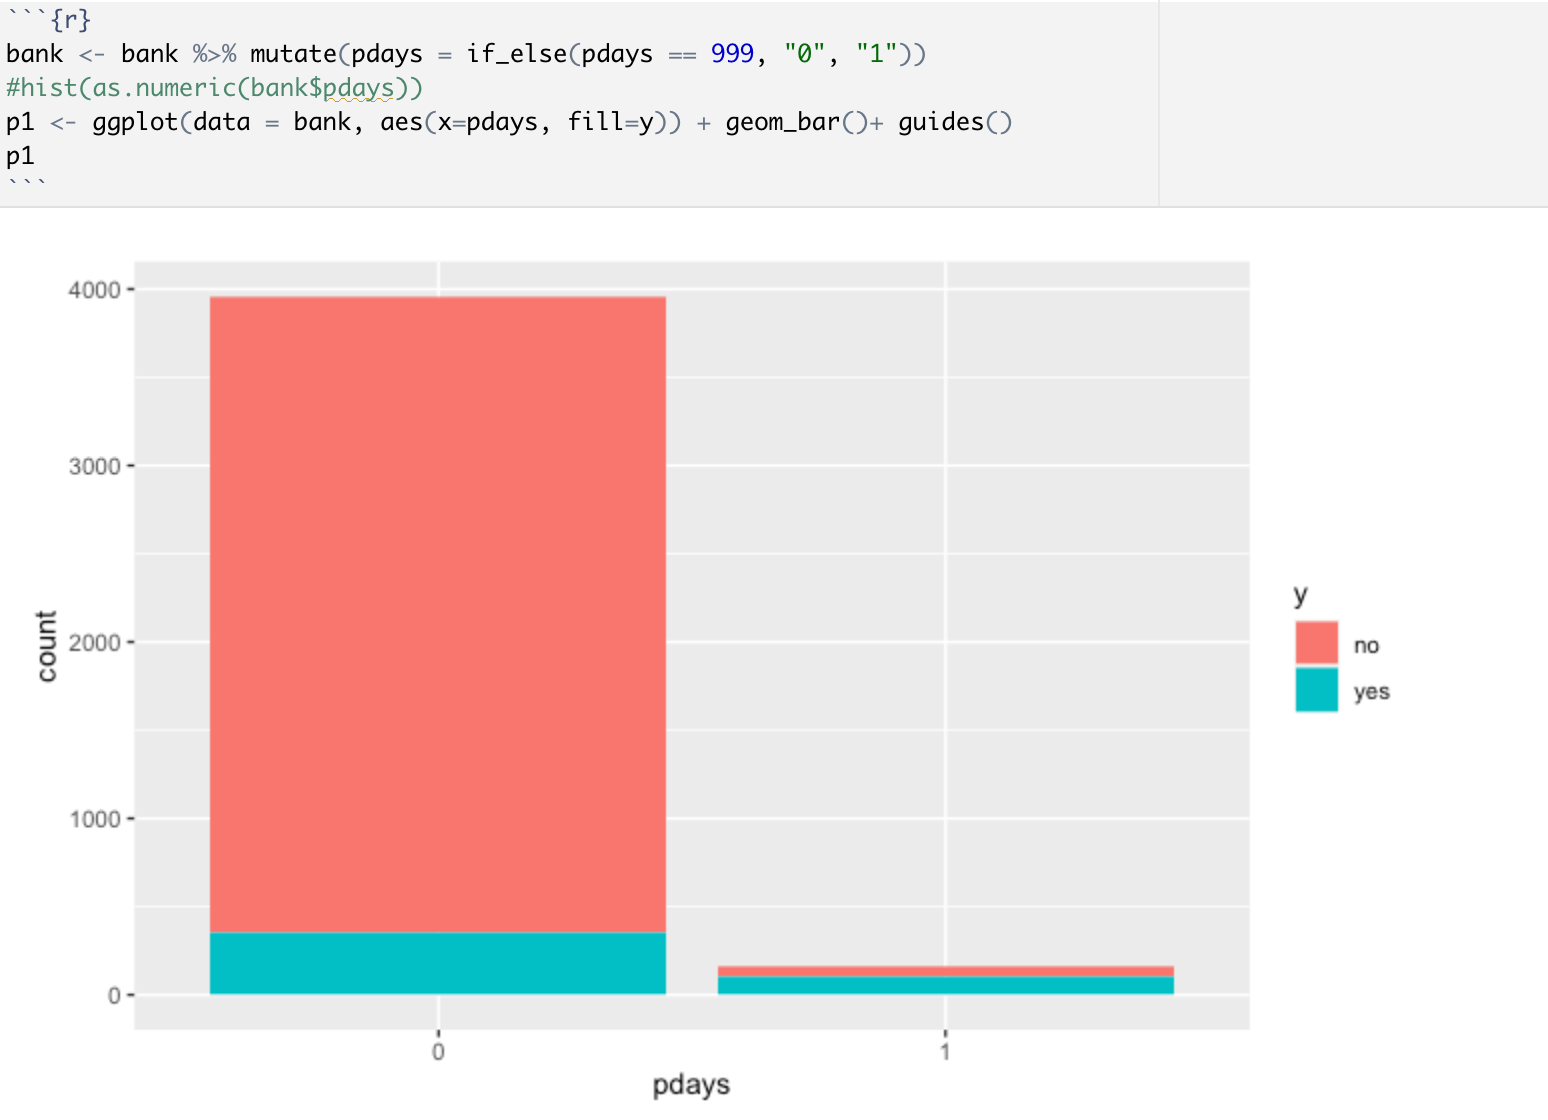 ```{r}
bank <- bank %>% mutate(pdays = if_else(pdays == 999, "0", "1"))
#hist(as.numeric(bank$pdays))
p1 <- ggplot(data = bank, aes(x=pdays, fill=y)) + geom_bar()+ guides()
p1
```
4000
3000
2000
1000
0
count
0 1
pdays
y
no
yes